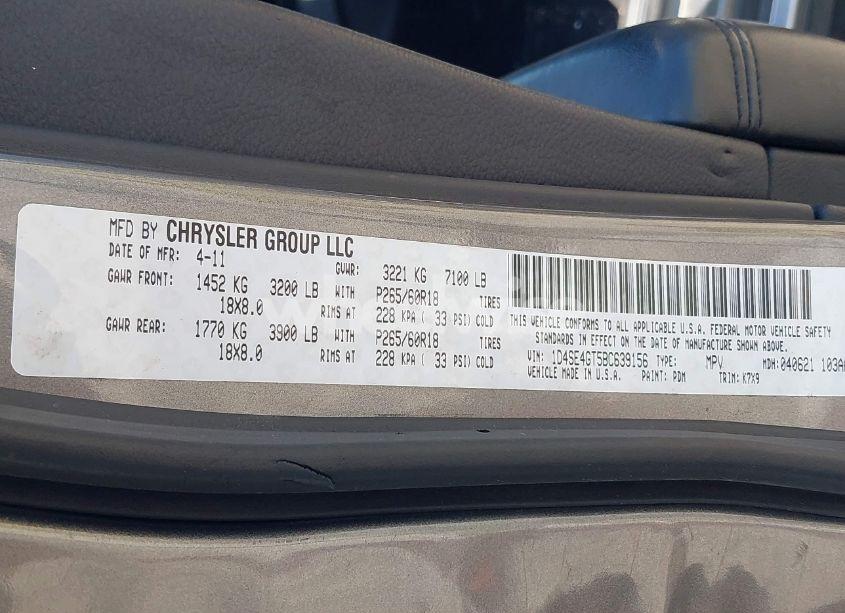 MFD BY CHRYSLER GROUP LLC
DATE OF MFR: 4-11 GVWR: 3221 KG 7100 LB
GAWR FRONT: 1452 KG 3200 LB WITH P265/60R18 TIRES
18X8.0 RIMS AT 228 KPA ( 33 PSI) COLD
GAWR REAR: 1770 KG 3900 LB WITH P265/60R18 TIRES
18X8.0 RIMS AT 228 KPA ( 33 PSI) COLD
THIS VEHICLE CONFORMS TO ALL APPLICABLE U.S.A. FEDERAL MOTOR VEHICLE SAFETY
STANDARDS IN EFFECT ON THE DATE OF MANUFACTURE SHOWN ABOVE.
VIN: 1D4SE4GT5BC639156 TYPE: MPV MDH: 040621 103A
VEHICLE MADE IN U.S.A. PAINT: PDM TRIM: K7X9